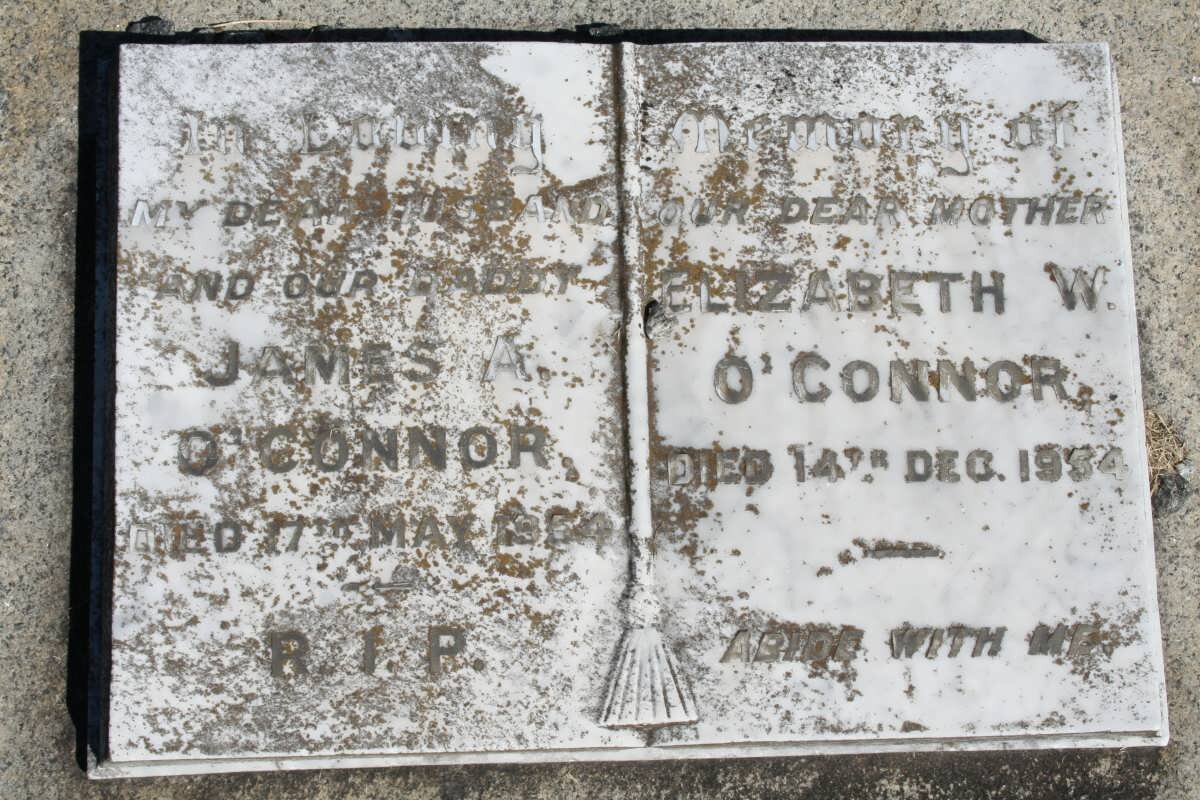 In Loving Memory of
MY DEAR HUSBAND
AND OUR DADDY
JAMES A.
O'CONNOR,
DIED 17TH MAY 1954
R.I.P.
OUR DEAR MOTHER
ELIZABETH W.
O'CONNOR,
DIED 14TH DEC. 1954
ABIDE WITH ME.